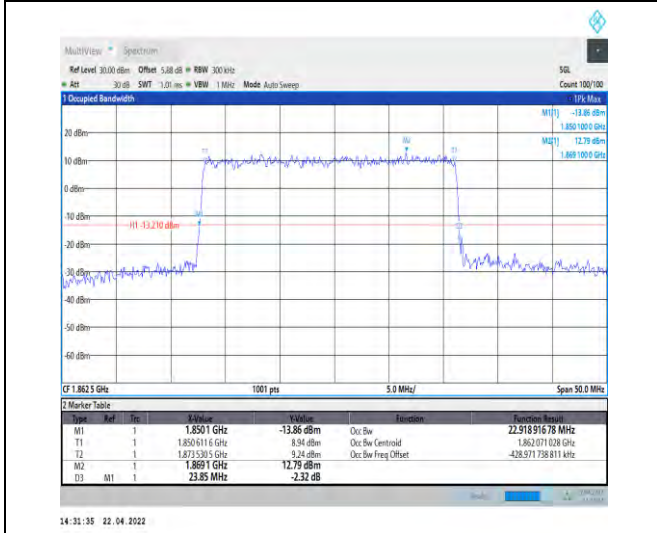 MultiView Spectrum
Ref Level 30.00 dBm Offset 5.88 dB RBW 300 kHz SGL
Att 30 dB SWT 1.01 ms VBW 1 MHz Mode Auto Sweep Count 100/100
1 Occupied Bandwidth 1Pk Max
M1[1] -13.86 dBm
1.850 100 0 GHz
M2[1] 12.79 dBm
1.869 100 0 GHz
20 dBm
M2
T1
10 dBm
0 dBm
M1
-10 dBm
H1 -13.210 dBm
-20 dBm
-30 dBm
-40 dBm
-50 dBm
-60 dBm
CF 1.862 5 GHz 1001 pts 5.0 MHz/ Span 50.0 MHz
2 Marker Table
Type Ref Trc X-Value Y-Value Function Function Result
M1 1 1.8501 GHz -13.86 dBm Occ Bw 22.918 916 78 MHz
T1 1 1.850 611 6 GHz 8.94 dBm Occ Bw Centroid 1.862 071 028 GHz
T2 1 1.873 530 5 GHz 9.24 dBm Occ Bw Freq Offset -428.971 738 811 kHz
M2 1 1.8691 GHz 12.79 dBm
D3 M1 1 23.85 MHz -2.32 dB
14:31:35 22.04.2022